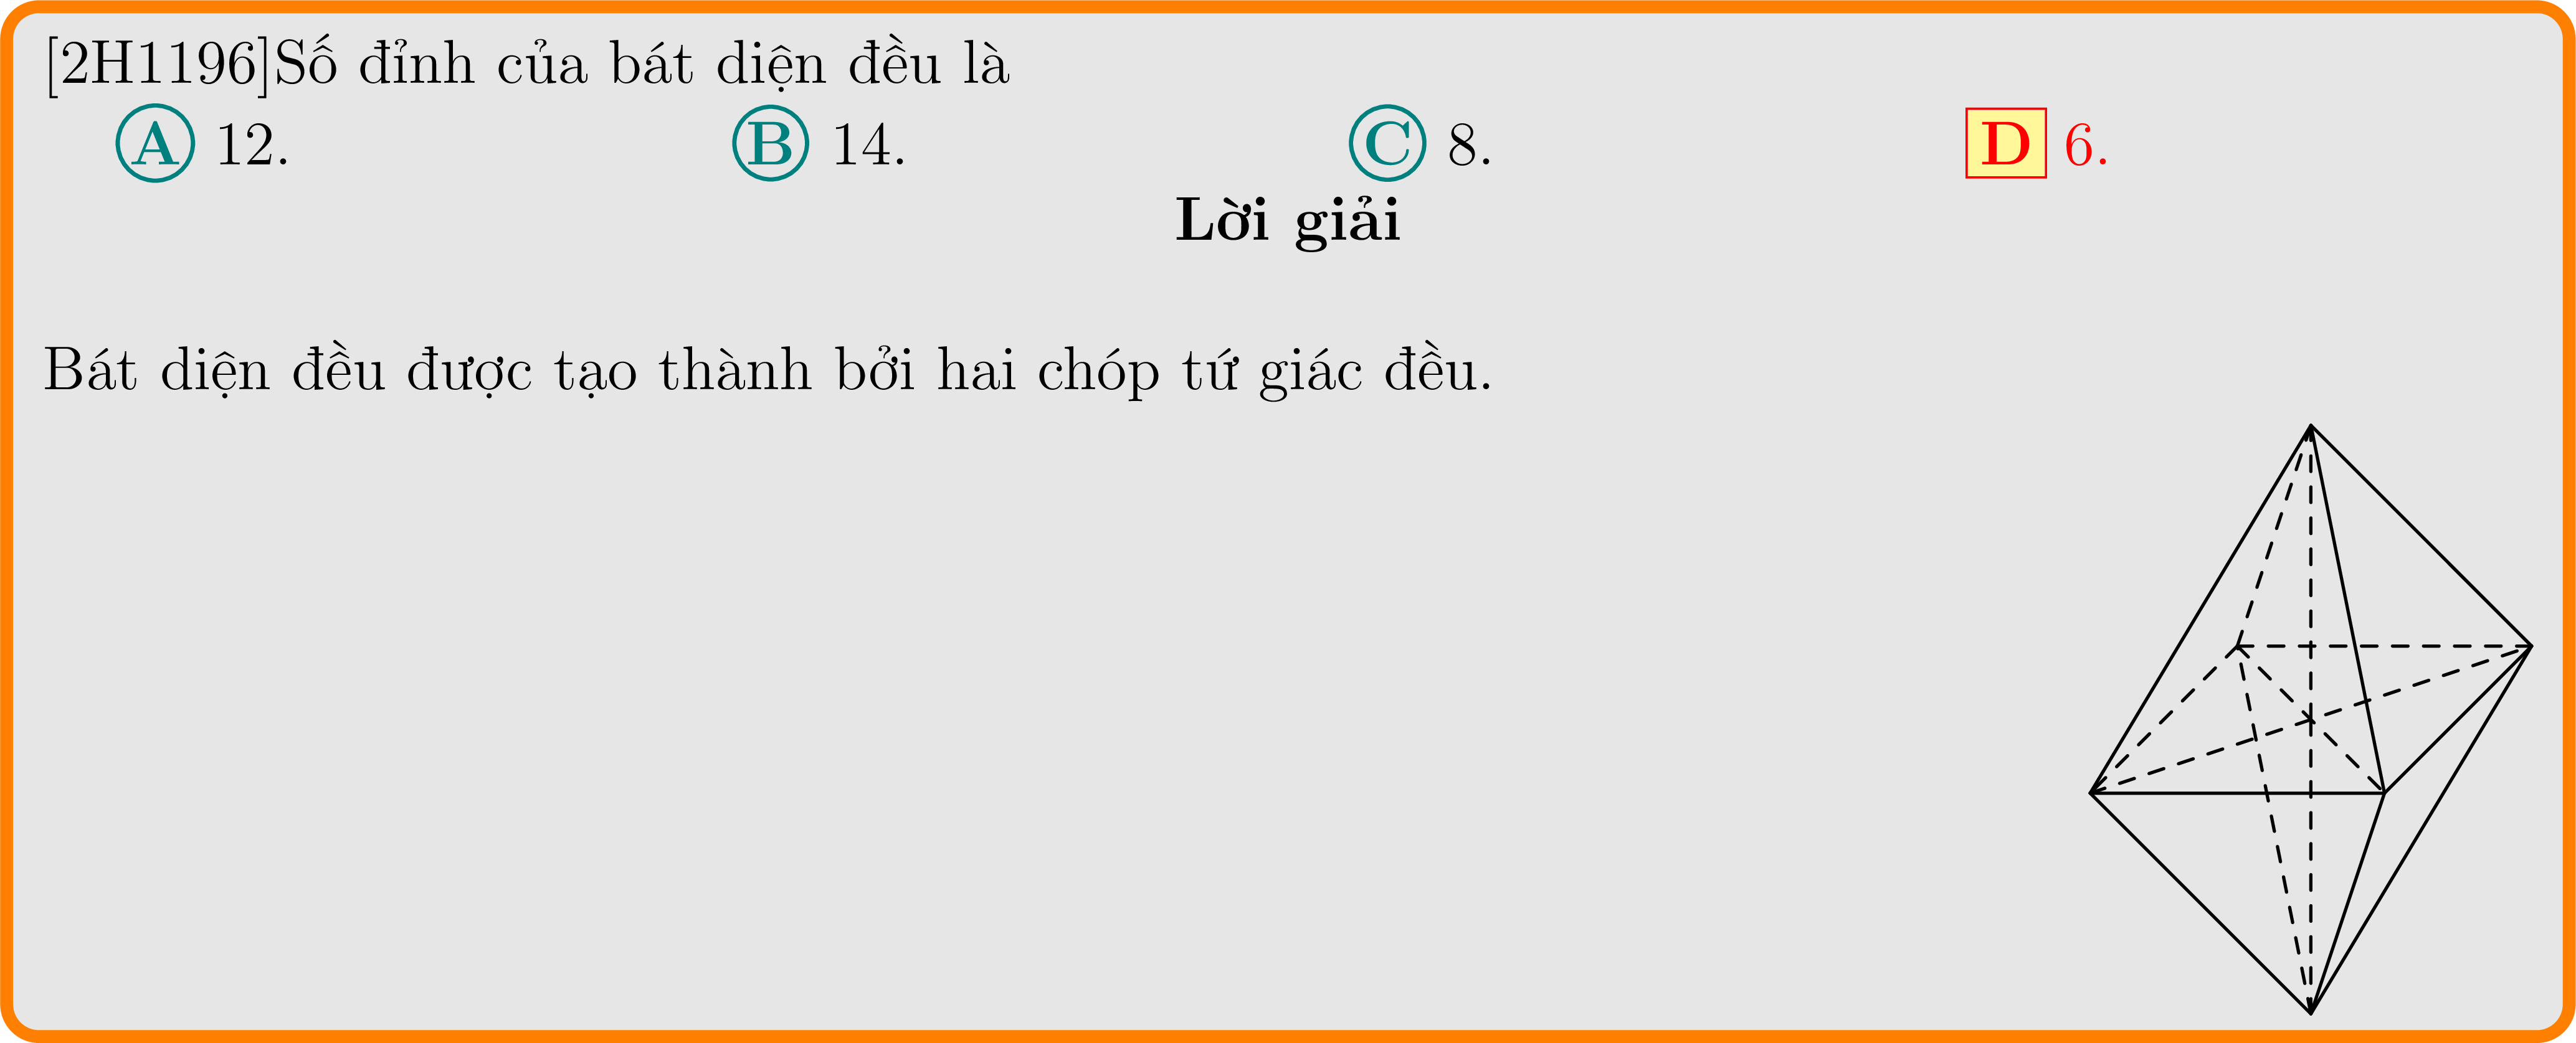 [2H1196]Số đỉnh của bát diện đều là
A 12. B 14. C 8. D 6.
Lời giải
Bát diện đều được tạo thành bởi hai chóp tứ giác đều.